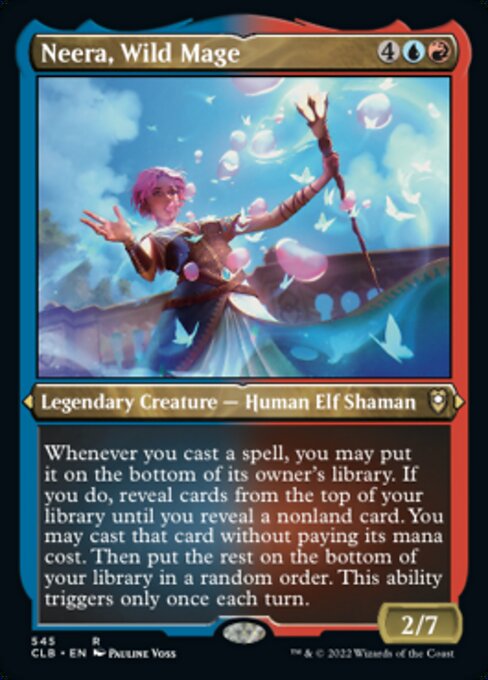 Neera, Wild Mage 4
Legendary Creature — Human Elf Shaman
Whenever you cast a spell, you may put
it on the bottom of its owner's library. If
you do, reveal cards from the top of your
library until you reveal a nonland card. You
may cast that card without paying its mana
cost. Then put the rest on the bottom of
your library in a random order. This ability
triggers only once each turn.
2/7
545 R
CLB • EN Pauline Voss ™ & © 2022 Wizards of the Coast